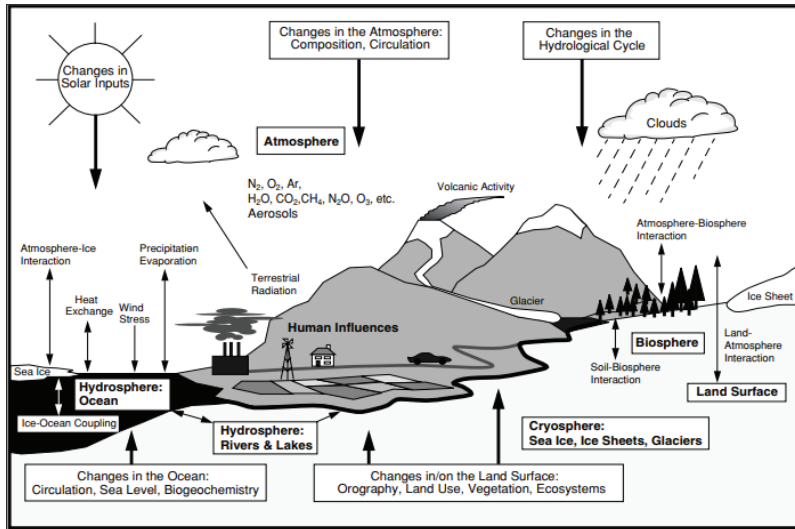 Changes in the Atmosphere:
Composition, Circulation
Changes in the
Hydrological Cycle
Changes in
Solar Inputs
Clouds
Atmosphere
N₂, O₂, Ar,
H₂O, CO₂,CH₄, N₂O, O₃, etc.
Aerosols
Volcanic Activity
Atmosphere-Biosphere
Interaction
Atmosphere-Ice
Interaction
Precipitation
Evaporation
Terrestrial
Radiation
Heat
Exchange
Wind
Stress
Glacier
Ice Sheet
Human Influences
Biosphere
Land-
Atmosphere
Interaction
Soil-Biosphere
Interaction
Sea Ice
Hydrosphere:
Ocean
Land Surface
Ice-Ocean Coupling
Hydrosphere:
Rivers & Lakes
Cryosphere:
Sea Ice, Ice Sheets, Glaciers
Changes in the Ocean:
Circulation, Sea Level, Biogeochemistry
Changes in/on the Land Surface:
Orography, Land Use, Vegetation, Ecosystems